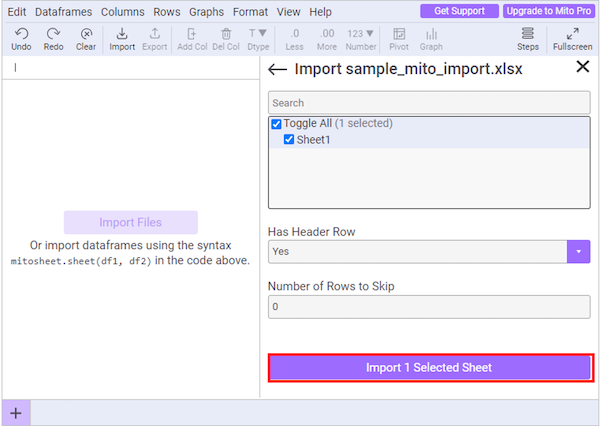 Edit Dataframes Columns Rows Graphs Format View Help Get Support Upgrade to Mito Pro
.0 .00 123
Undo Redo Clear Import Export Add Col Del Col Dtype Less More Number Pivot Graph Steps Fullscreen
Import sample_mito_import.xlsx
Search
Toggle All (1 selected)
Sheet1
Import Files
Or import dataframes using the syntax
mitosheet.sheet(df1, df2) in the code above.
Has Header Row
Yes
Number of Rows to Skip
0
Import 1 Selected Sheet
+